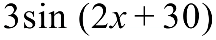 3sin (2x + 30)